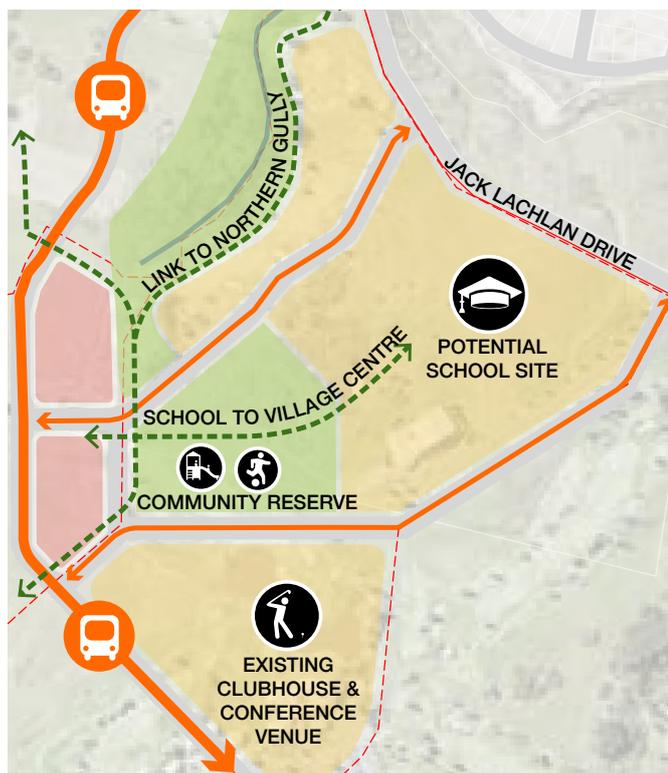 LINK TO NORTHERN GULLY
JACK LACHLAN DRIVE
POTENTIAL
SCHOOL SITE
SCHOOL TO VILLAGE CENTRE
COMMUNITY RESERVE
EXISTING
CLUBHOUSE &
CONFERENCE
VENUE